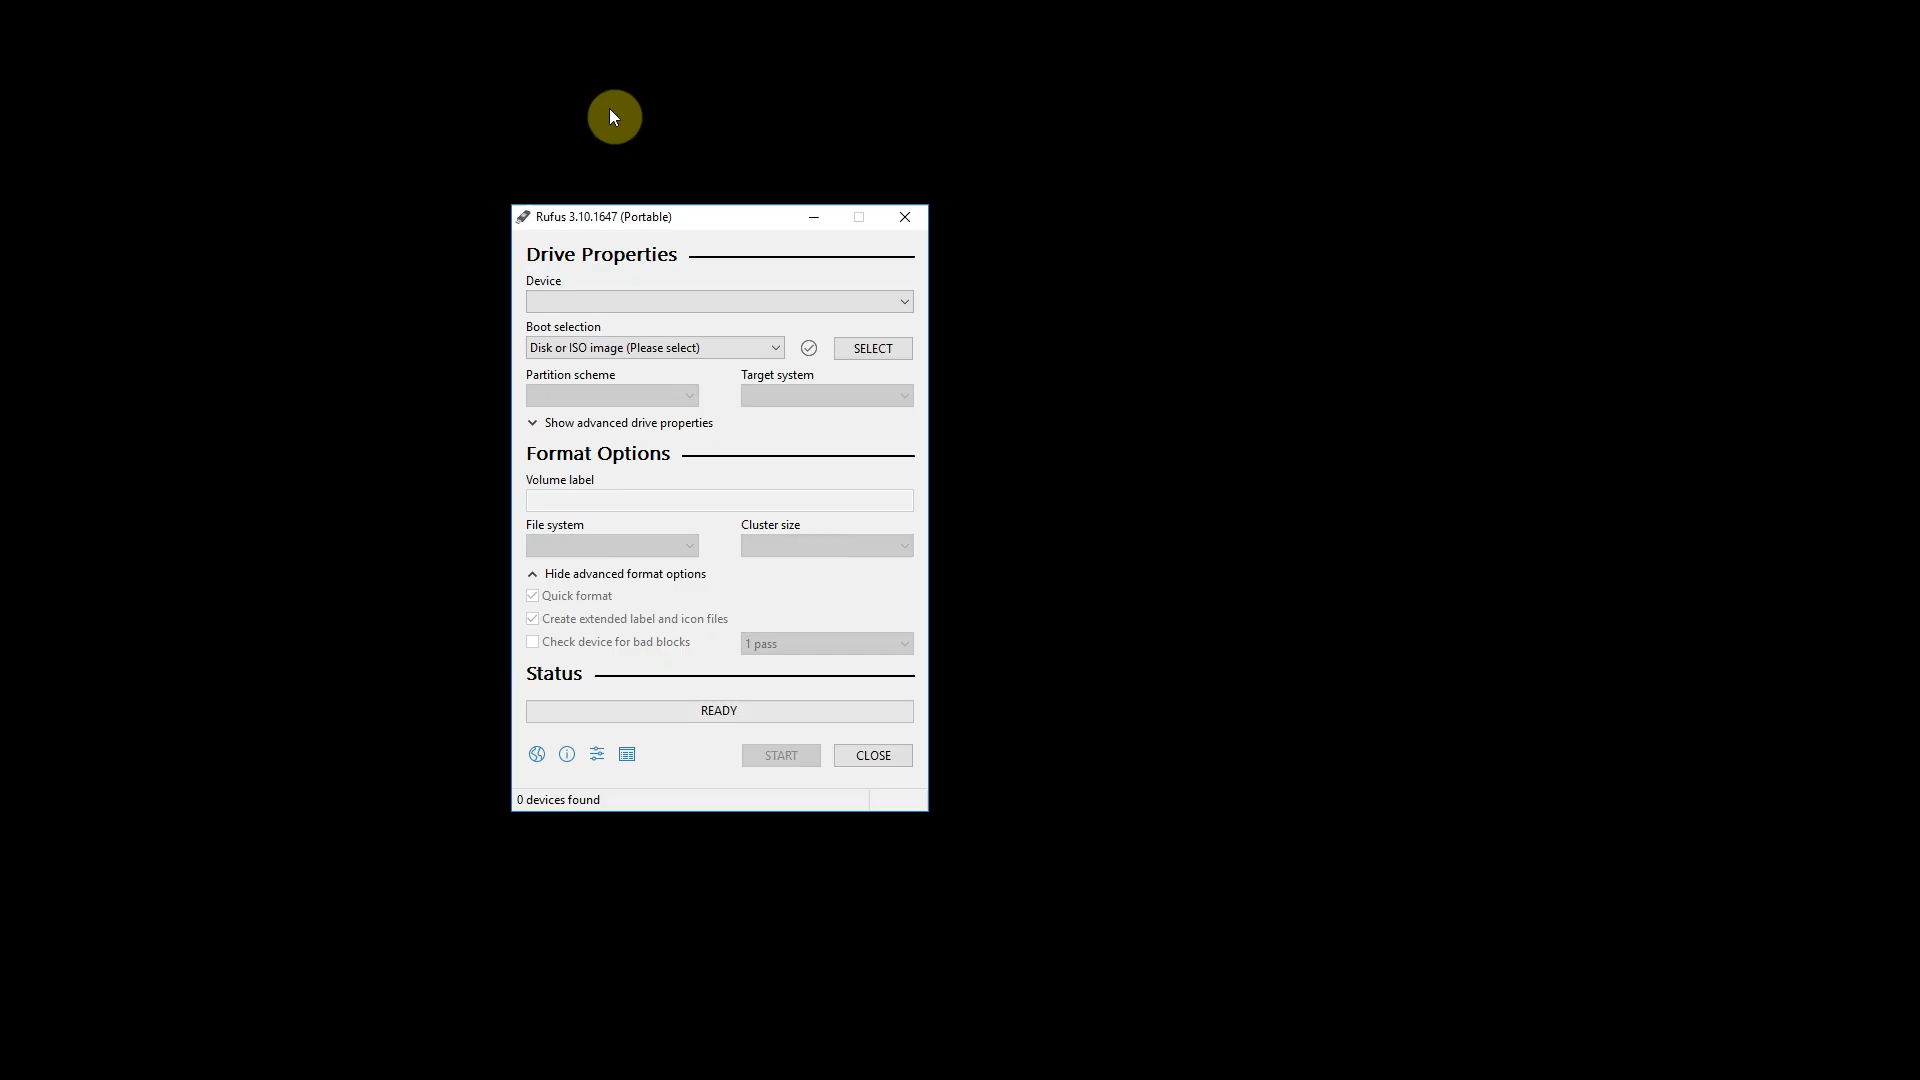 Rufus 3.10.1647 (Portable)
Drive Properties
Device
Boot selection
Disk or ISO image (Please select)
SELECT
Partition scheme
Target system
Show advanced drive properties
Format Options
Volume label
File system
Cluster size
Hide advanced format options
Quick format
Create extended label and icon files
Check device for bad blocks
1 pass
Status
READY
START
CLOSE
0 devices found